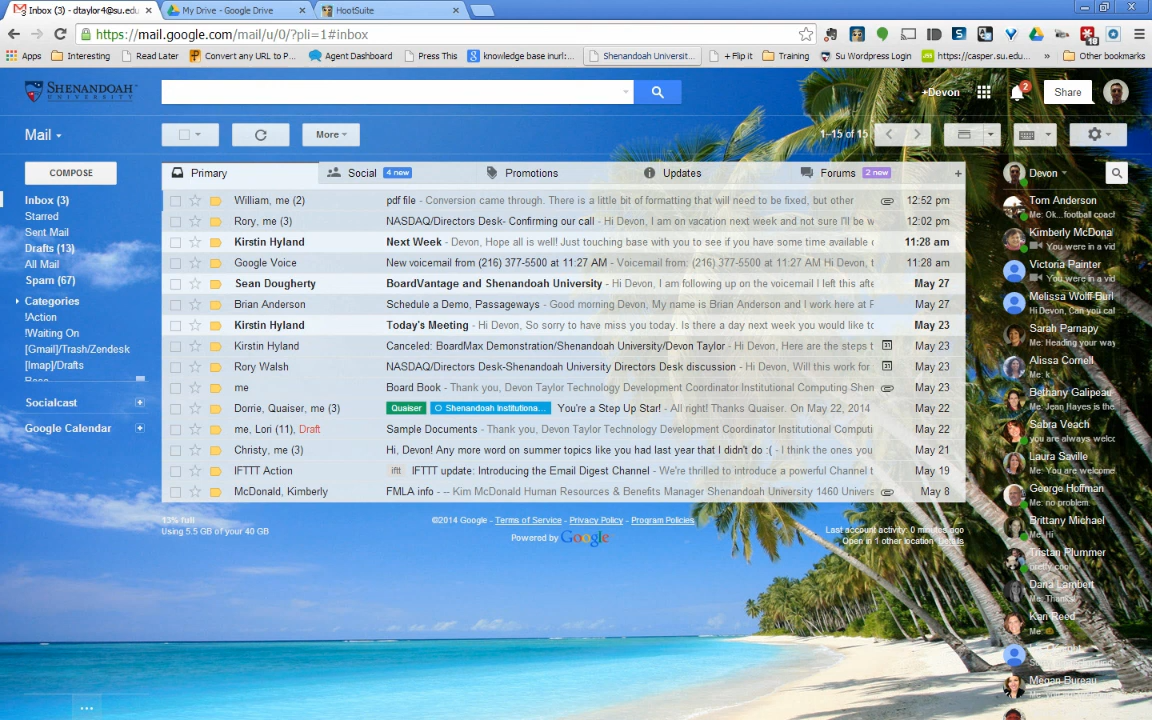 Inbox (3) - dtaylor4@su.edu
My Drive - Google Drive
HootSuite
https://mail.google.com/mail/u/0/?pli=1#inbox
18
Apps Interesting Read Later Convert any URL to P... Agent Dashboard Press This knowledge base inurl:... Shenandoah Universit... + Flip it Training Su Wordpress Login https://casper.su.edu... » Other bookmarks
SHENANDOAH UNIVERSITY
+Devon 2 Share
Mail More 1–15 of 15
COMPOSE
Inbox (3)
Starred
Sent Mail
Drafts (13)
All Mail
Spam (67)
Categories
!Action
!Waiting On
[Gmail]/Trash/Zendesk
[Imap]/Drafts
Socialcast
Google Calendar
Primary Social 4 new Promotions Updates Forums 2 new +
William, me (2) pdf file - Conversion came through. There is a little bit of formatting that will need to be fixed, but other 12:52 pm
Rory, me (3) NASDAQ/Directors Desk- Confirming our call - Hi Devon, I am on vacation next week and not sure I'll be w 12:02 pm
Kirstin Hyland Next Week - Devon, Hope all is well! Just touching base with you to see if you have some time available 11:28 am
Google Voice New voicemail from (216) 377-5500 at 11:27 AM - Voicemail from: (216) 377-5500 at 11:27 AM Hi Devon, t 11:28 am
Sean Dougherty BoardVantage and Shenandoah University - Hi Devon, I am following up on the voicemail I left this afte May 27
Brian Anderson Schedule a Demo, Passageways - Good morning Devon, My name is Brian Anderson and I work here at May 27
Kirstin Hyland Today's Meeting - Hi Devon, So sorry to have miss you today. Is there a day next week you would like to May 23
Kirstin Hyland Canceled: BoardMax Demonstration/Shenandoah University/Devon Taylor - Hi Devon, Here are the steps t May 23
Rory Walsh NASDAQ/Directors Desk-Shenandoah University Directors Desk discussion - Hi Devon, Will this work for May 23
me Board Book - Thank you, Devon Taylor Technology Development Coordinator Institutional Computing Shen May 23
Dorrie, Quaiser, me (3) Quaiser Shenandoah Institutiona... You're a Step Up Star! - All right! Thanks Quaiser. On May 22, 2014 May 22
me, Lori (11), Draft Sample Documents - Thank you, Devon Taylor Technology Development Coordinator Institutional Computi May 22
Christy, me (3) Hi, Devon! Any more word on summer topics like you had last year that I didn't do :( - I think the ones you May 21
IFTTT Action iftt IFTTT update: Introducing the Email Digest Channel - We're thrilled to introduce a powerful Channel t May 19
McDonald, Kimberly FMLA info - -- Kim McDonald Human Resources & Benefits Manager Shenandoah University 1460 Univers May 8
13% full
Using 5.5 GB of your 40 GB
©2014 Google - Terms of Service - Privacy Policy - Program Policies
Powered by Google
Last account activity: 0 minutes ago
Open in 1 other location Details
Devon
Tom Anderson
Me: Ok...football coach
Kimberly McDona
You were in a vid
Victoria Painter
You were in a vid
Melissa Wolff-Burl
Hi Devon, Can you cal
Sarah Parnapy
Me: Heading your way
Alissa Cornell
Me: k
Bethany Galipeau
Me: Jean Hayes is the
Sabra Veach
you are always welco
Laura Saville
Me: You are welcome
George Hoffman
Me: no problem
Brittany Michael
Me: Hi
Tristan Plummer
pretty cool
Dana Lambert
Me: Thanks!
Kari Reed
Me:
Megan Bureau
...